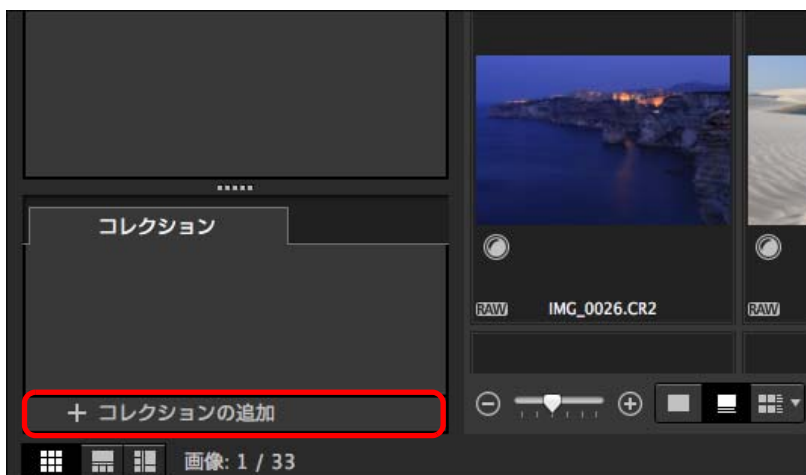 コレクション
RAW
IMG_0026.CR2
RAW
+ コレクションの追加
画像: 1 / 33